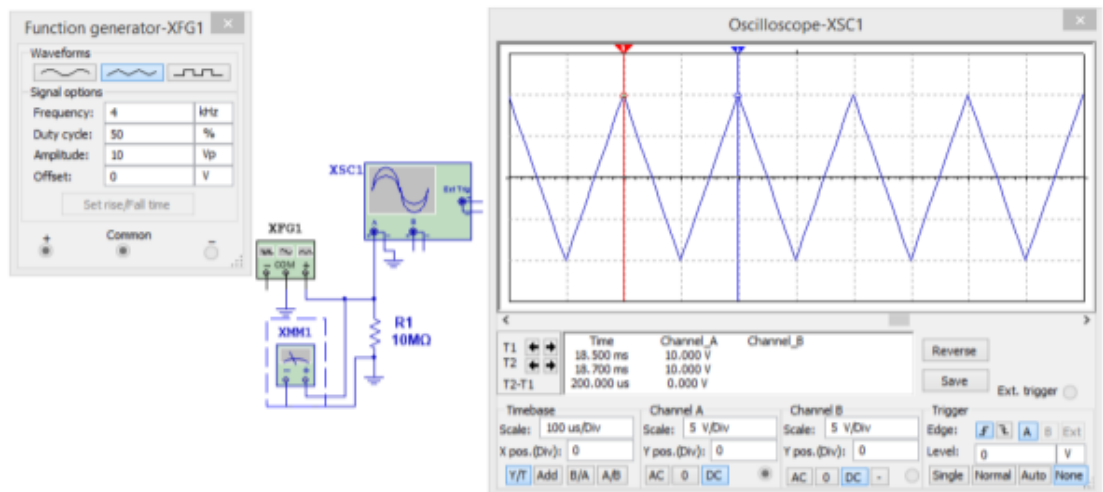 Function generator-XFG1
Waveforms
Signal options
Frequency: 4 kHz
Duty cycle: 50 %
Amplitude: 10 Vp
Offset: 0 V
Set rise/Fall time
+
Common
-
XSC1
Ext Trig
A B
XFG1
COM
XMM1
R1
10MΩ
Oscilloscope-XSC1
Time Channel_A Channel_B
T1 18.500 ms 10.000 V
T2 18.700 ms 10.000 V
T2-T1 200.000 us 0.000 V
Reverse
Save
Ext. trigger
Timebase Channel A Channel B Trigger
Scale: 100 us/Div Scale: 5 V/Div Scale: 5 V/Div Edge: A B Ext
X pos.(Div): 0 Y pos.(Div): 0 Y pos.(Div): 0 Level: 0 V
Y/T Add B/A A/B AC 0 DC AC 0 DC - Single Normal Auto None